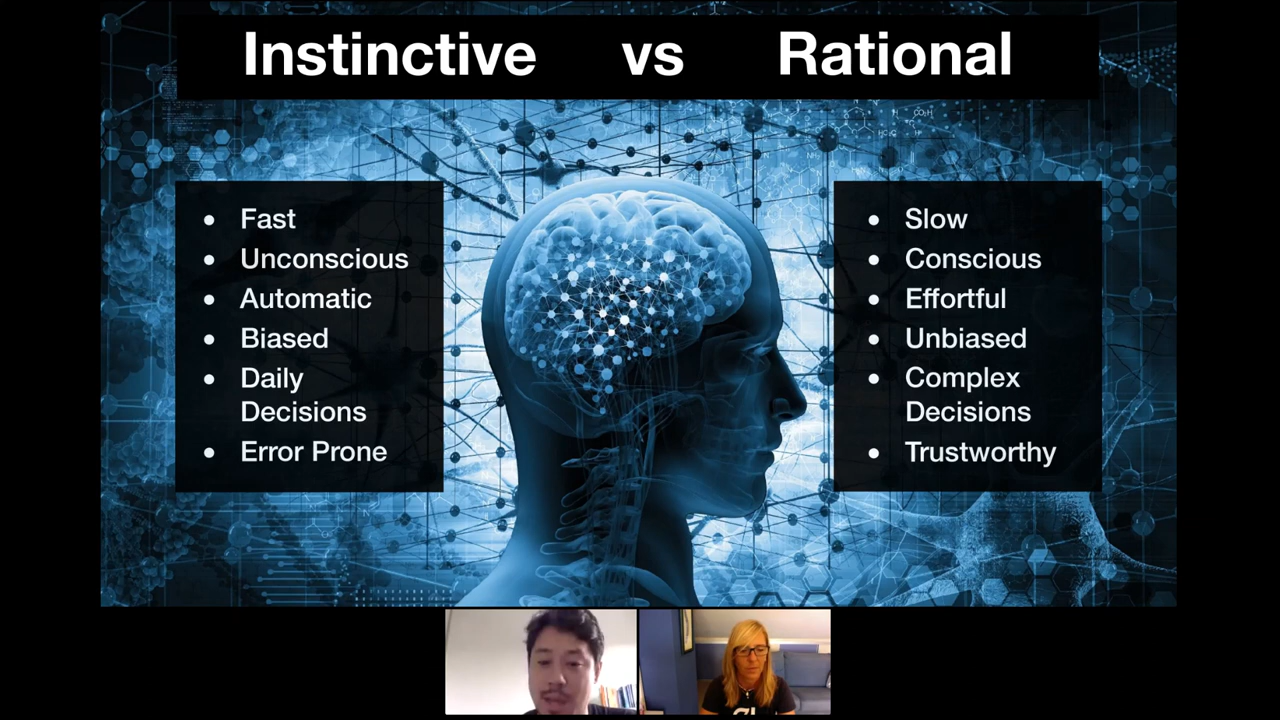 Instinctive vs Rational
Fast
Unconscious
Automatic
Biased
Daily
Decisions
Error Prone
Slow
Conscious
Effortful
Unbiased
Complex
Decisions
Trustworthy